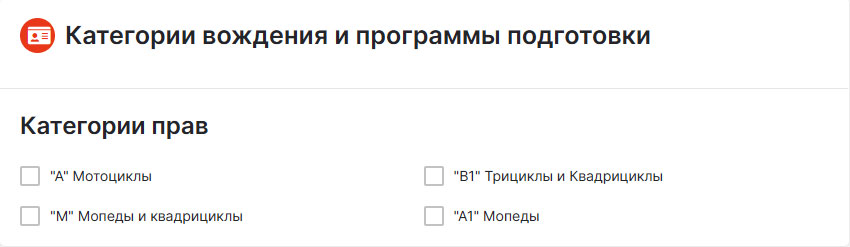 Категории вождения и программы подготовки
Категории прав
"A" Мотоциклы
"B1" Трициклы и Квадрициклы
"M" Мопеды и квадрициклы
"A1" Мопеды